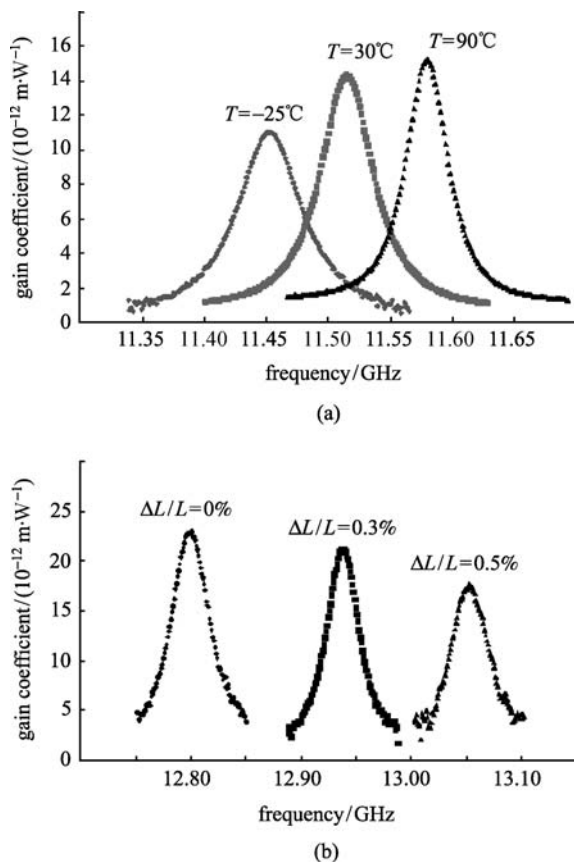 gain coefficient/(10⁻¹² m·W⁻¹)
16
14
12
10
8
6
4
2
0
T=−25℃
T=30℃
T=90℃
11.35 11.40 11.45 11.50 11.55 11.60 11.65
frequency/GHz
(a)
gain coefficient/(10⁻¹² m·W⁻¹)
25
20
15
10
5
0
ΔL/L=0%
ΔL/L=0.3%
ΔL/L=0.5%
12.80 12.90 13.00 13.10
frequency/GHz
(b)